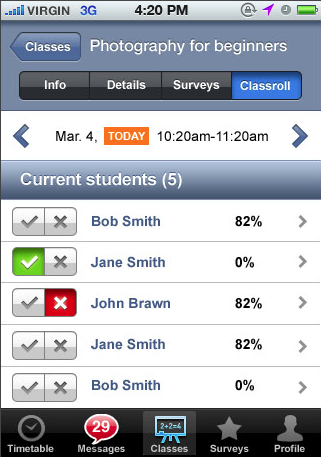 VIRGIN 3G 4:20 PM
Classes Photography for beginners
Info Details Surveys Classroll
Mar. 4, TODAY 10:20am-11:20am
Current students (5)
Bob Smith 82%
Jane Smith 0%
John Brawn 82%
Jane Smith 82%
Bob Smith 0%
29 2+2=4
Timetable Messages Classes Surveys Profile